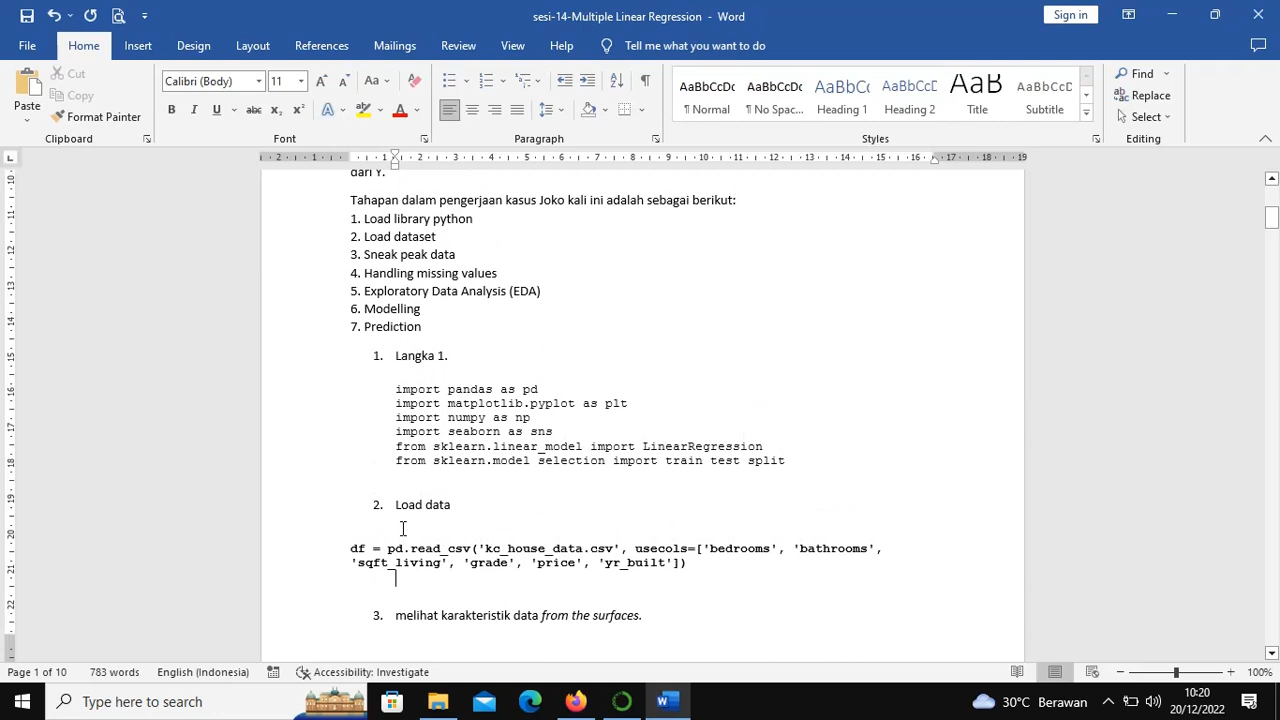 sesi-14-Multiple Linear Regression - Word
Sign in
File Home Insert Design Layout References Mailings Review View Help Tell me what you want to do
Paste
Cut
Copy
Format Painter
Clipboard
Calibri (Body) 11
Font
Paragraph
AaBbCcDc AaBbCcDc AaBbCc AaBbCcD AaB AaBbCcD
¶ Normal ¶ No Spac... Heading 1 Heading 2 Title Subtitle
Styles
Find
Replace
Select
Editing
dari Y.
Tahapan dalam pengerjaan kasus Joko kali ini adalah sebagai berikut:
1. Load library python
2. Load dataset
3. Sneak peak data
4. Handling missing values
5. Exploratory Data Analysis (EDA)
6. Modelling
7. Prediction
1. Langka 1.
import pandas as pd
import matplotlib.pyplot as plt
import numpy as np
import seaborn as sns
from sklearn.linear_model import LinearRegression
from sklearn.model selection import train test split
2. Load data
df = pd.read_csv('kc_house_data.csv', usecols=['bedrooms', 'bathrooms',
'sqft_living', 'grade', 'price', 'yr_built'])
3. melihat karakteristik data from the surfaces.
Page 1 of 10 783 words English (Indonesia) Accessibility: Investigate 100%
Type here to search
30°C Berawan
10:20
20/12/2022